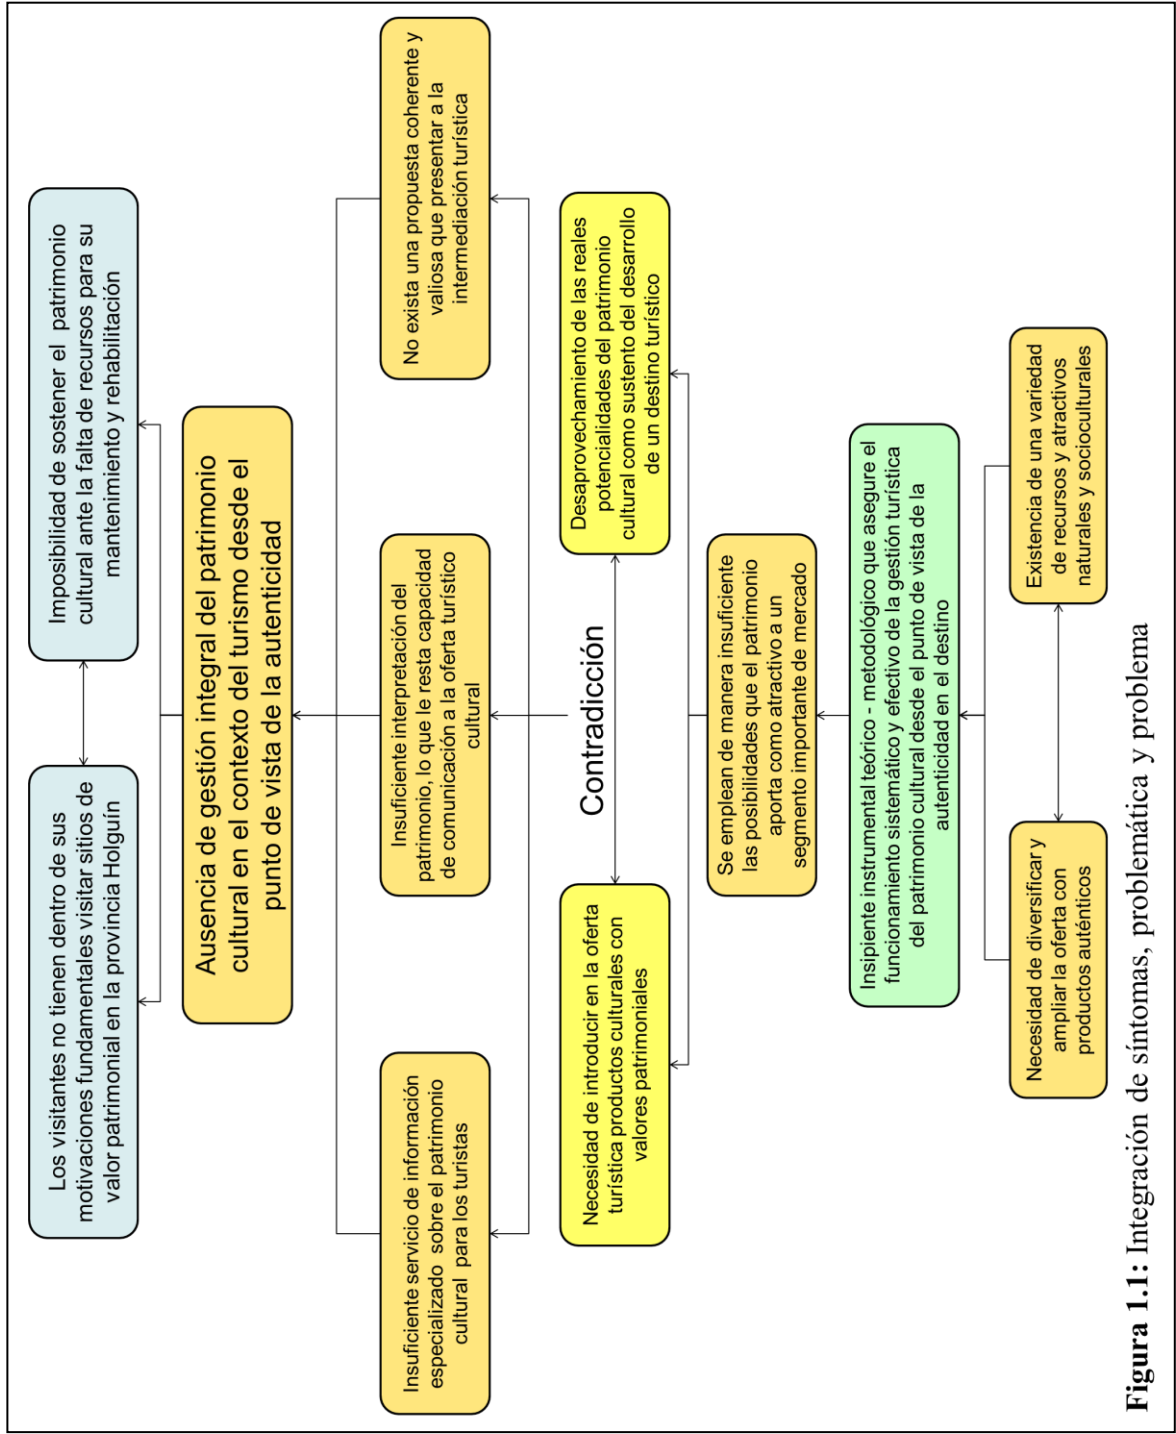 Los visitantes no tienen dentro de sus
motivaciones fundamentales visitar sitios de
valor patrimonial en la provincia Holguín
Imposibilidad de sostener el patrimonio
cultural ante la falta de recursos para su
mantenimiento y rehabilitación
Ausencia de gestión integral del patrimonio
cultural en el contexto del turismo desde el
punto de vista de la autenticidad
Insuficiente servicio de información
especializado sobre el patrimonio
cultural para los turistas
Insuficiente interpretación del
patrimonio, lo que le resta capacidad
de comunicación a la oferta turístico
cultural
No exista una propuesta coherente y
valiosa que presentar a la
intermediación turística
Necesidad de introducir en la oferta
turística productos culturales con
valores patrimoniales
Contradicción
Desaprovechamiento de las reales
potencialidades del patrimonio
cultural como sustento del desarrollo
de un destino turístico
Se emplean de manera insuficiente
las posibilidades que el patrimonio
aporta como atractivo a un
segmento importante de mercado
Insipiente instrumental teórico - metodológico que asegure el
funcionamiento sistemático y efectivo de la gestión turística
del patrimonio cultural desde el punto de vista de la
autenticidad en el destino
Necesidad de diversificar y
ampliar la oferta con
productos auténticos
Existencia de una variedad
de recursos y atractivos
naturales y socioculturales
Figura 1.1: Integración de síntomas, problemática y problema